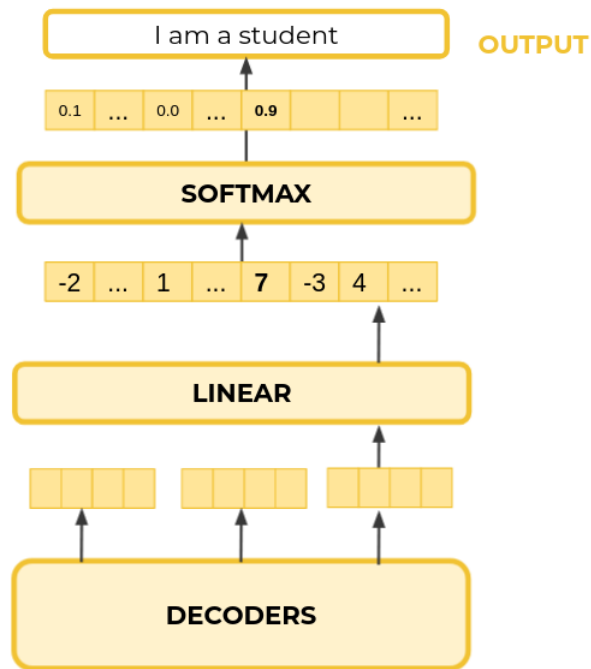 I am a student
OUTPUT
0.1 ... 0.0 ... 0.9 ...
SOFTMAX
-2 ... 1 ... 7 -3 4 ...
LINEAR
DECODERS